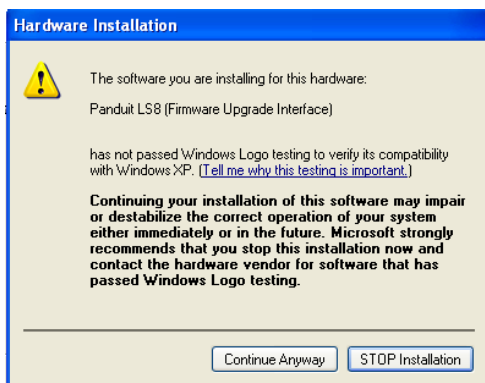 Hardware Installation
The software you are installing for this hardware:
Panduit LS8 (Firmware Upgrade Interface)
has not passed Windows Logo testing to verify its compatibility
with Windows XP. (Tell me why this testing is important.)
Continuing your installation of this software may impair
or destabilize the correct operation of your system
either immediately or in the future. Microsoft strongly
recommends that you stop this installation now and
contact the hardware vendor for software that has
passed Windows Logo testing.
Continue Anyway
STOP Installation